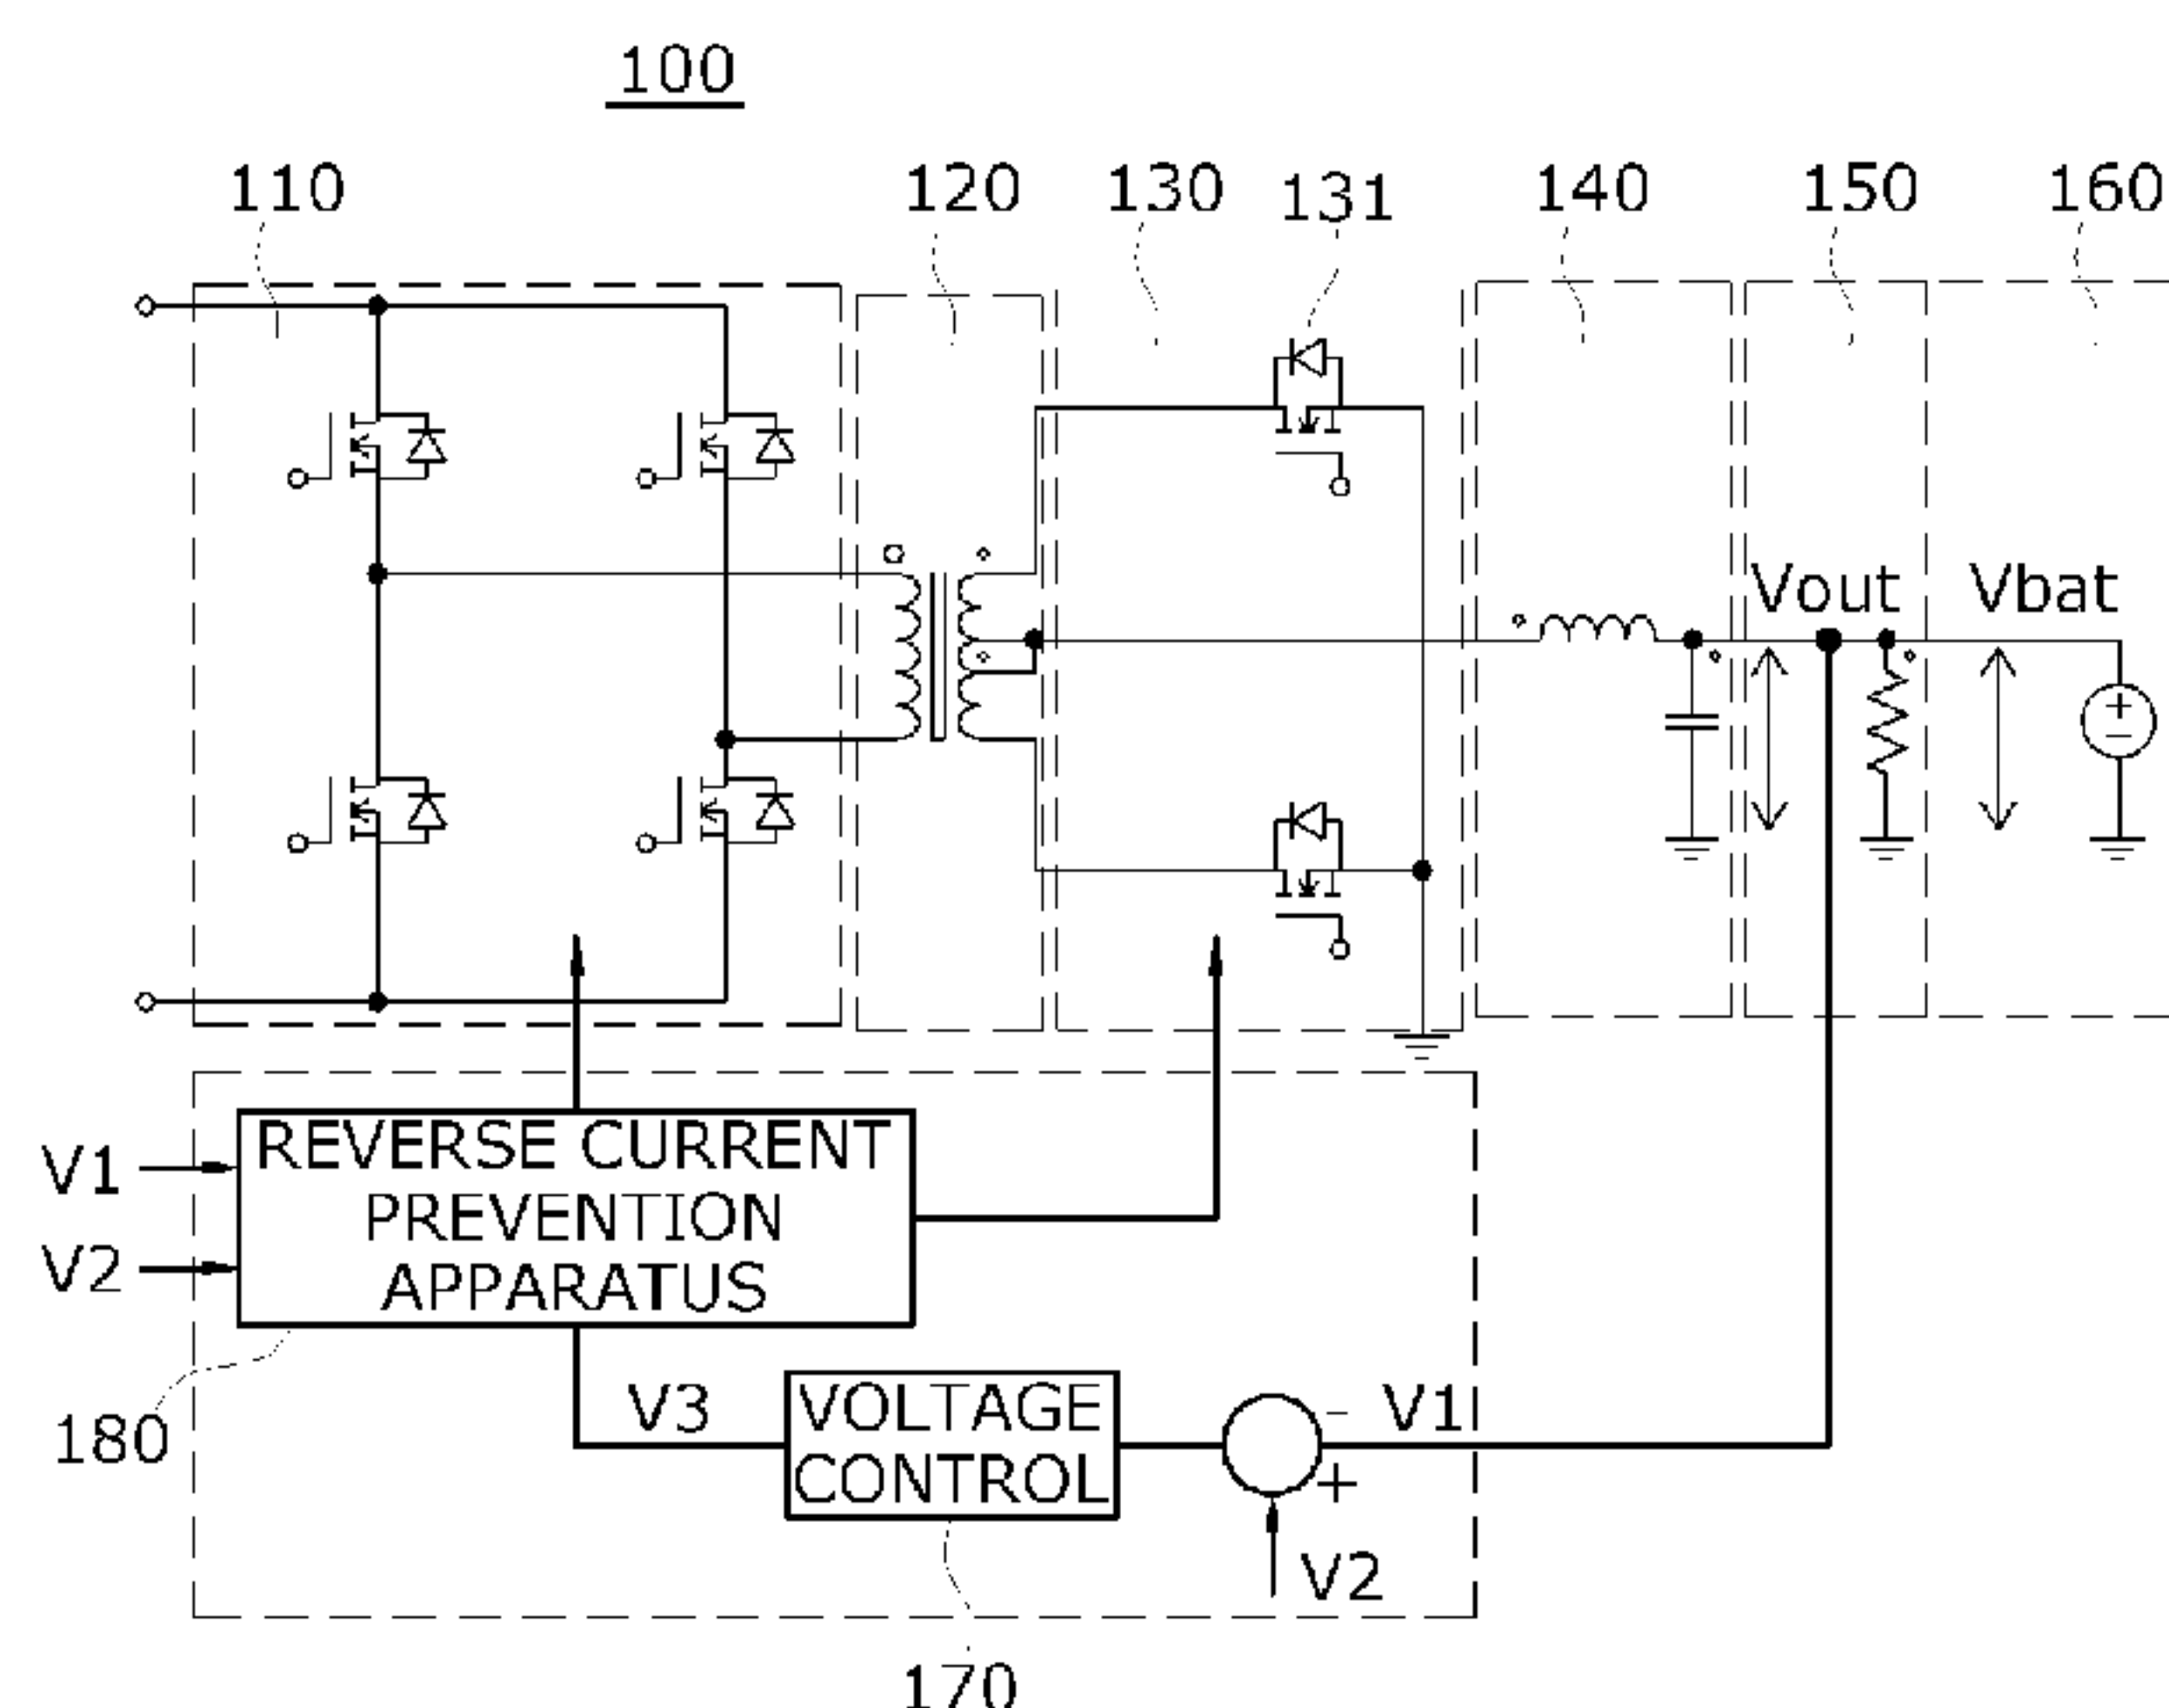 100
110
120
130
131
140
150
160
Vout
Vbat
+
−
V1
V2
REVERSE CURRENT
PREVENTION
APPARATUS
180
V3
VOLTAGE
CONTROL
−
V1
+
V2
170